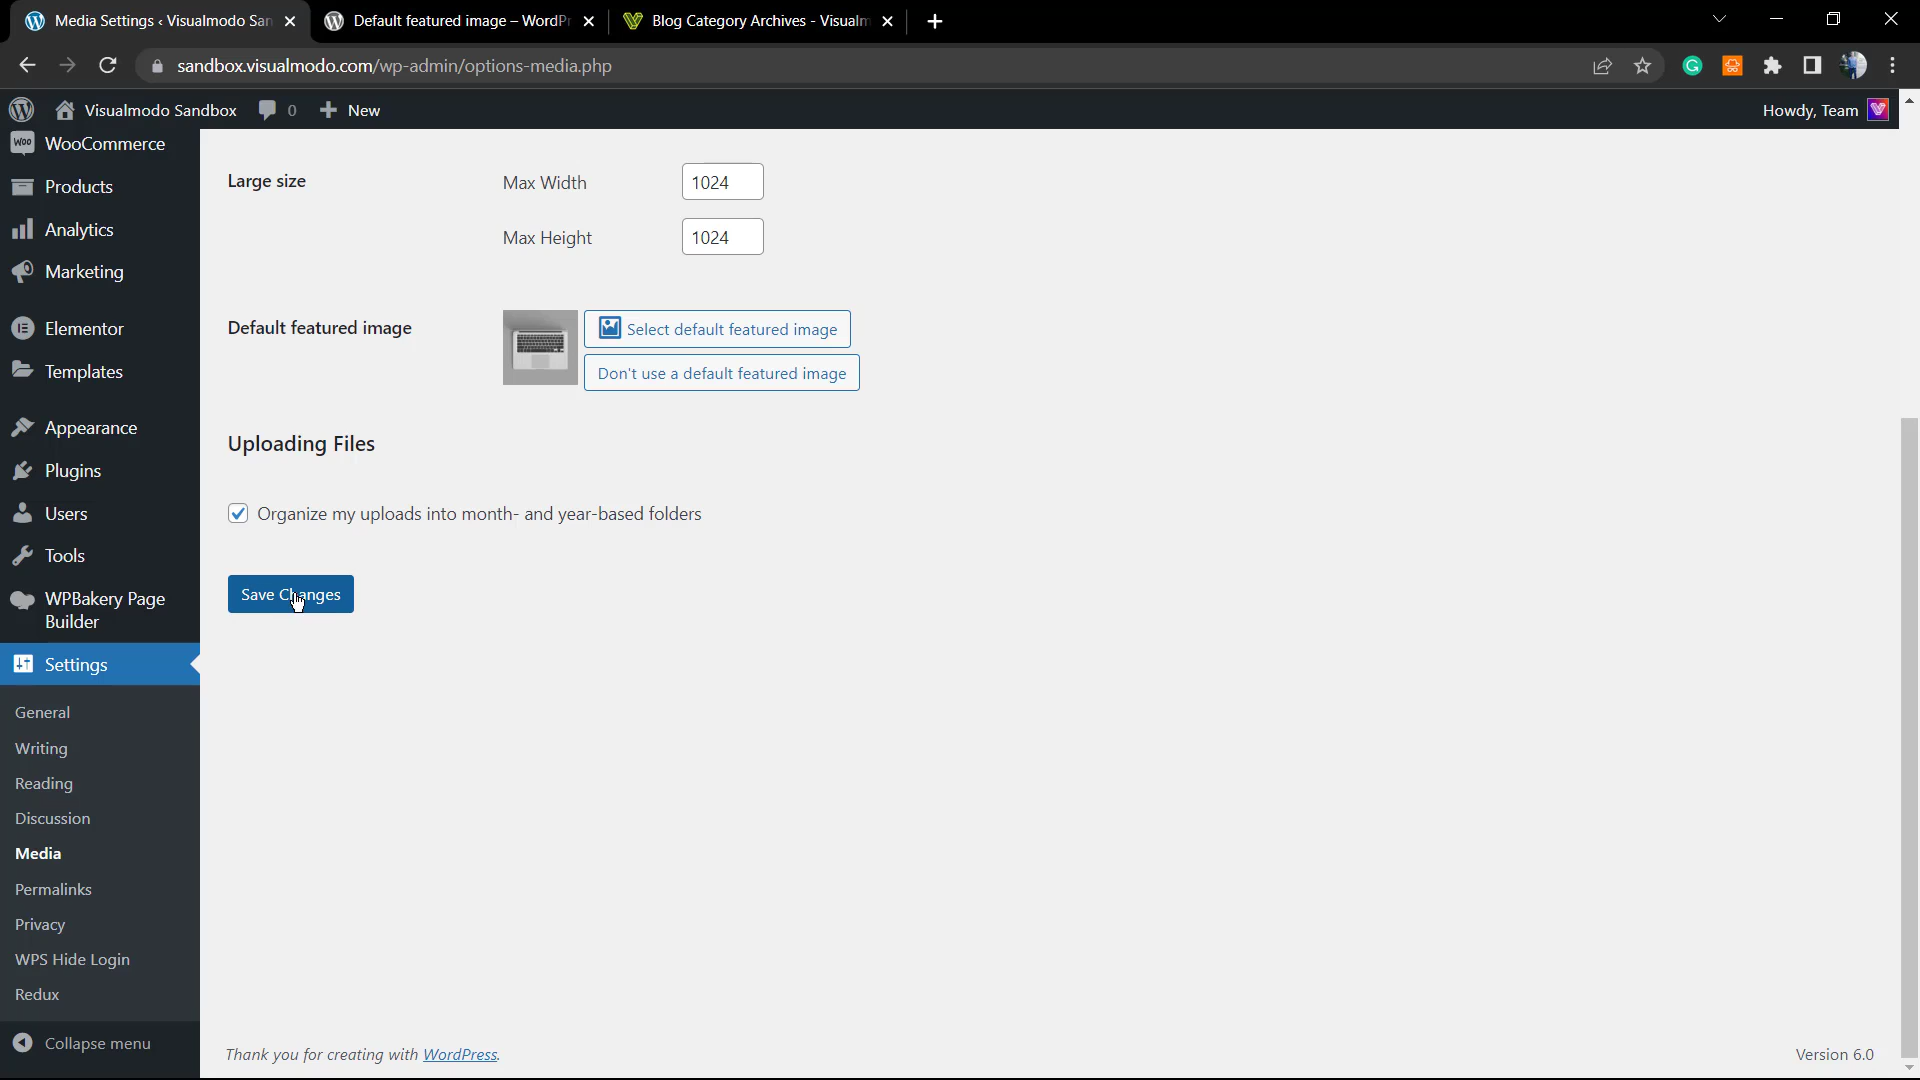 Media Settings ‹ Visualmodo San
Default featured image – WordPr
Blog Category Archives - Visualm
sandbox.visualmodo.com/wp-admin/options-media.php
Visualmodo Sandbox
0
New
Howdy, Team
WooCommerce
Products
Analytics
Marketing
Elementor
Templates
Appearance
Plugins
Users
Tools
WPBakery Page
Builder
Settings
General
Writing
Reading
Discussion
Media
Permalinks
Privacy
WPS Hide Login
Redux
Collapse menu
Large size
Max Width
1024
Max Height
1024
Default featured image
Select default featured image
Don't use a default featured image
Uploading Files
Organize my uploads into month- and year-based folders
Save Changes
Thank you for creating with WordPress.
Version 6.0